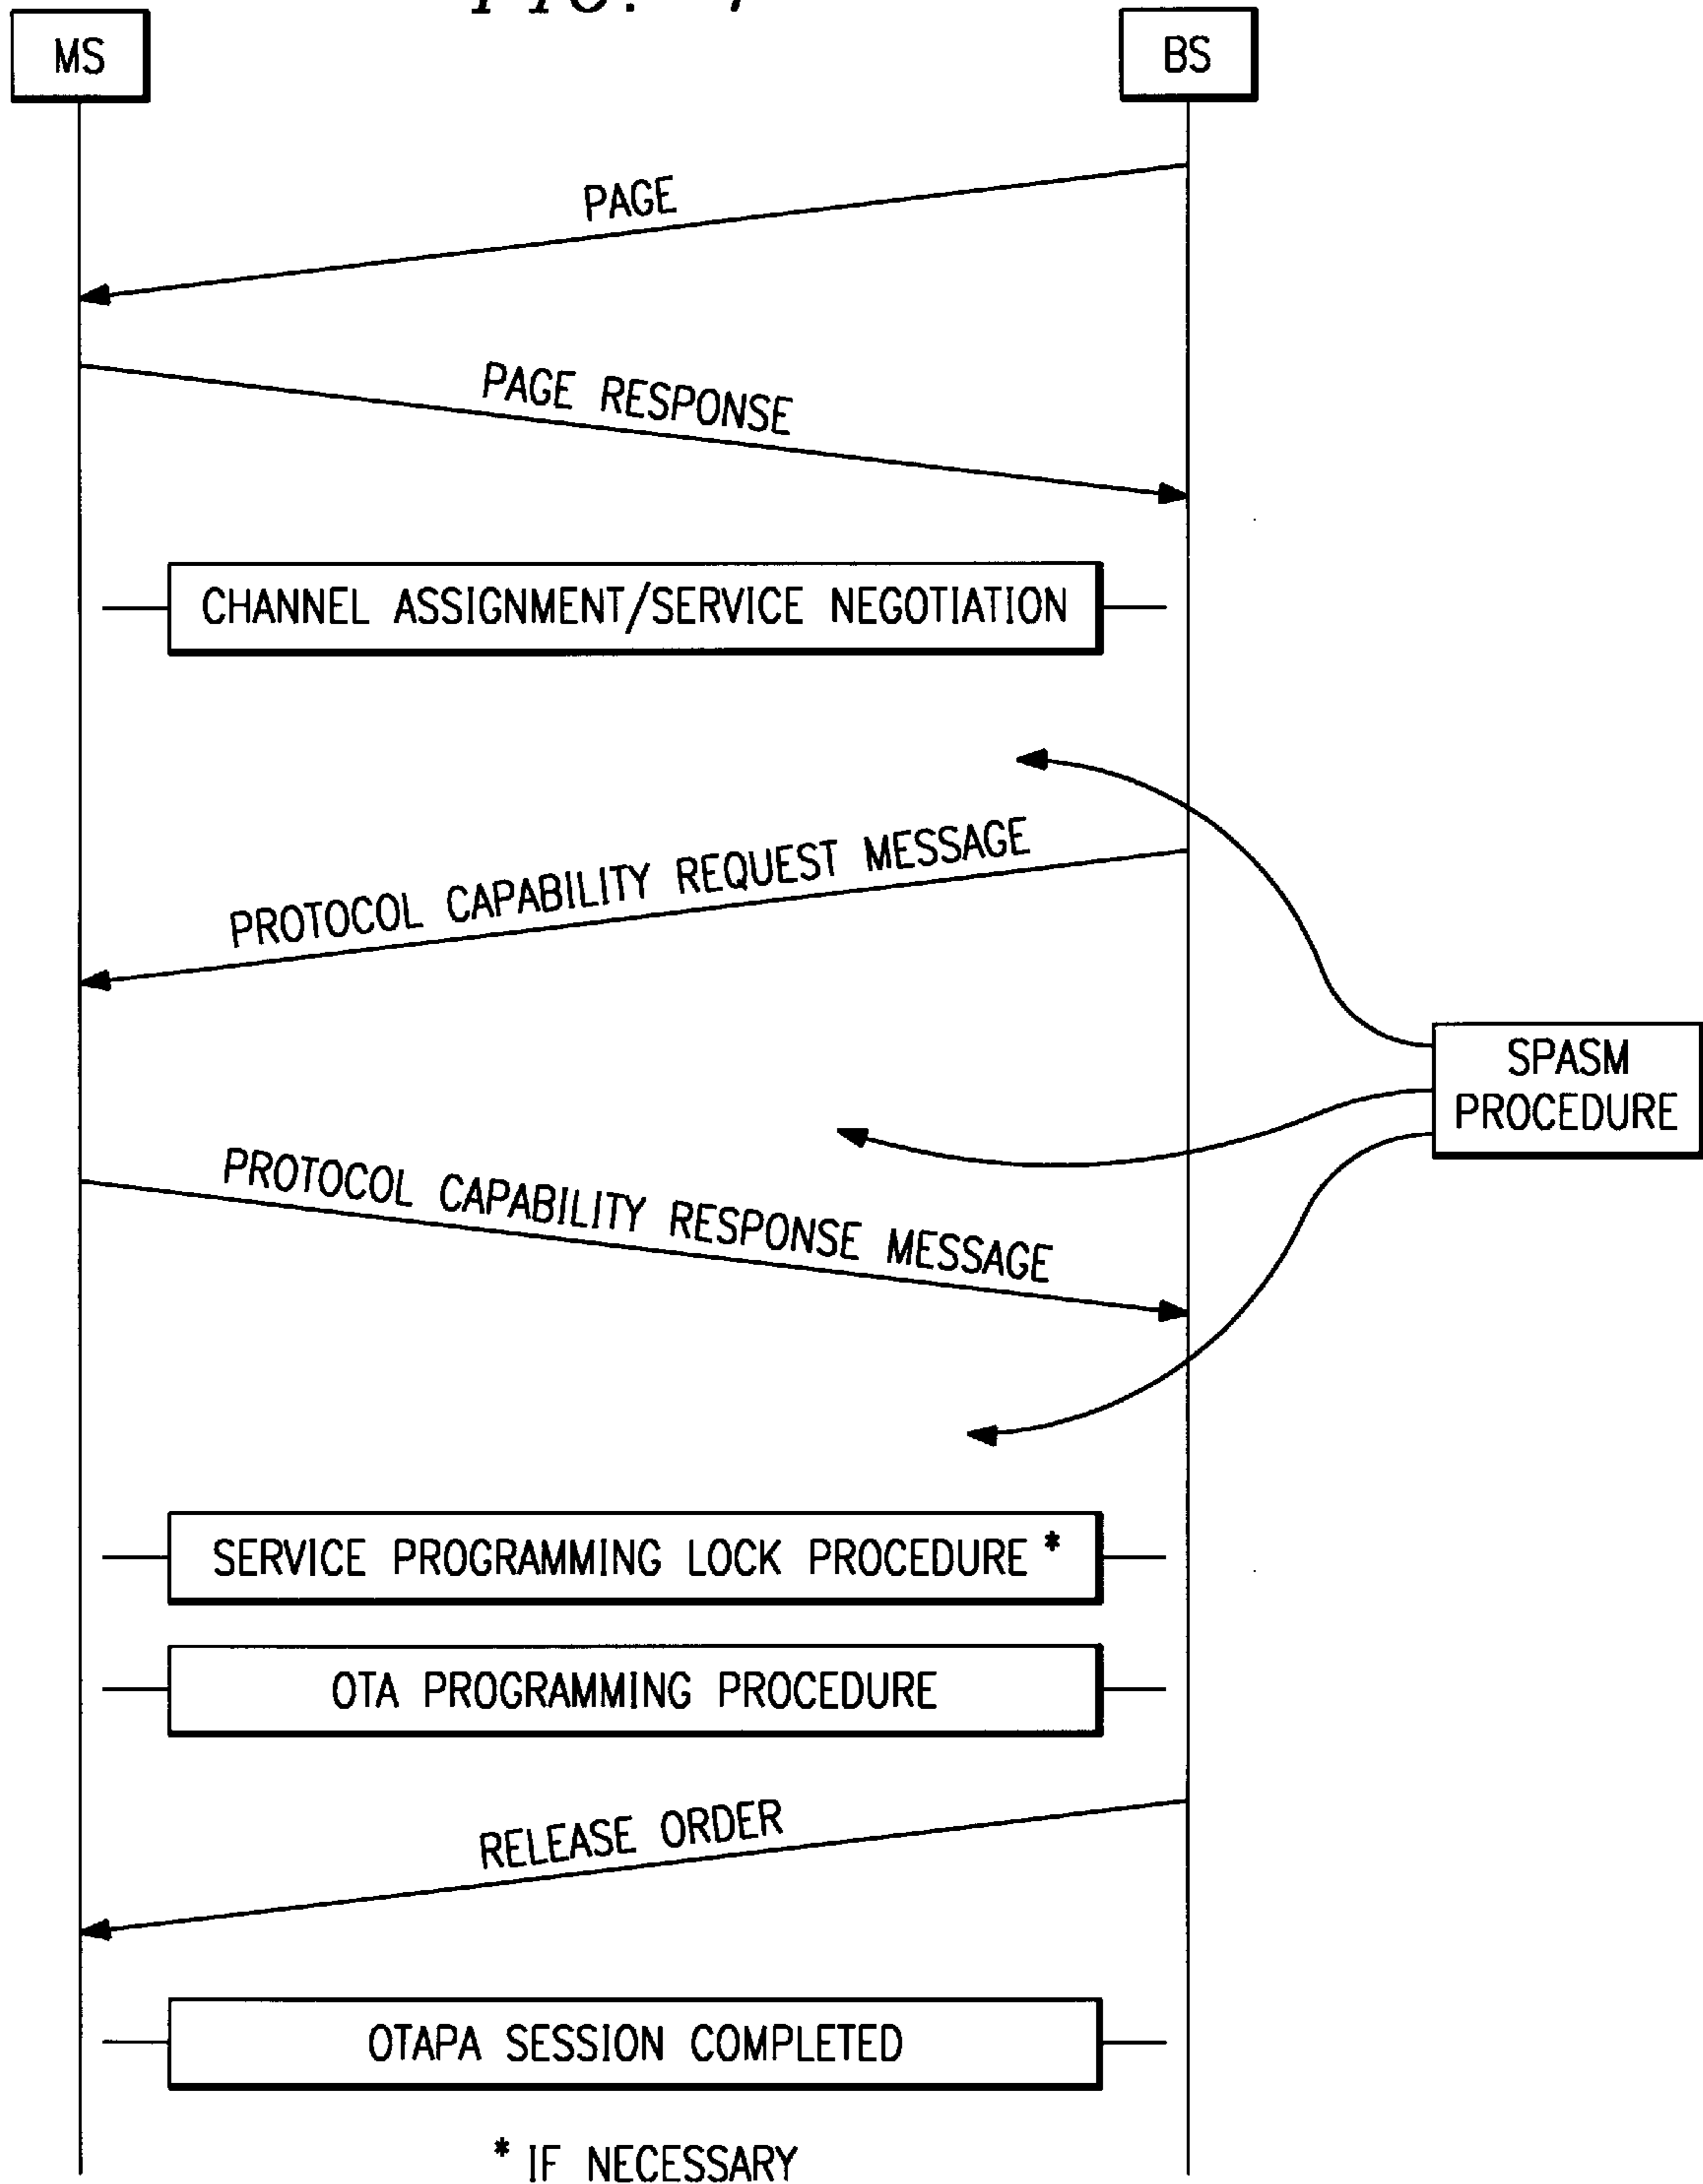 FIG.
MS
BS
PAGE
PAGE RESPONSE
CHANNEL ASSIGNMENT/SERVICE NEGOTIATION
PROTOCOL CAPABILITY REQUEST MESSAGE
SPASM
PROCEDURE
PROTOCOL CAPABILITY RESPONSE MESSAGE
SERVICE PROGRAMMING LOCK PROCEDURE *
OTA PROGRAMMING PROCEDURE
RELEASE ORDER
OTAPA SESSION COMPLETED
* IF NECESSARY